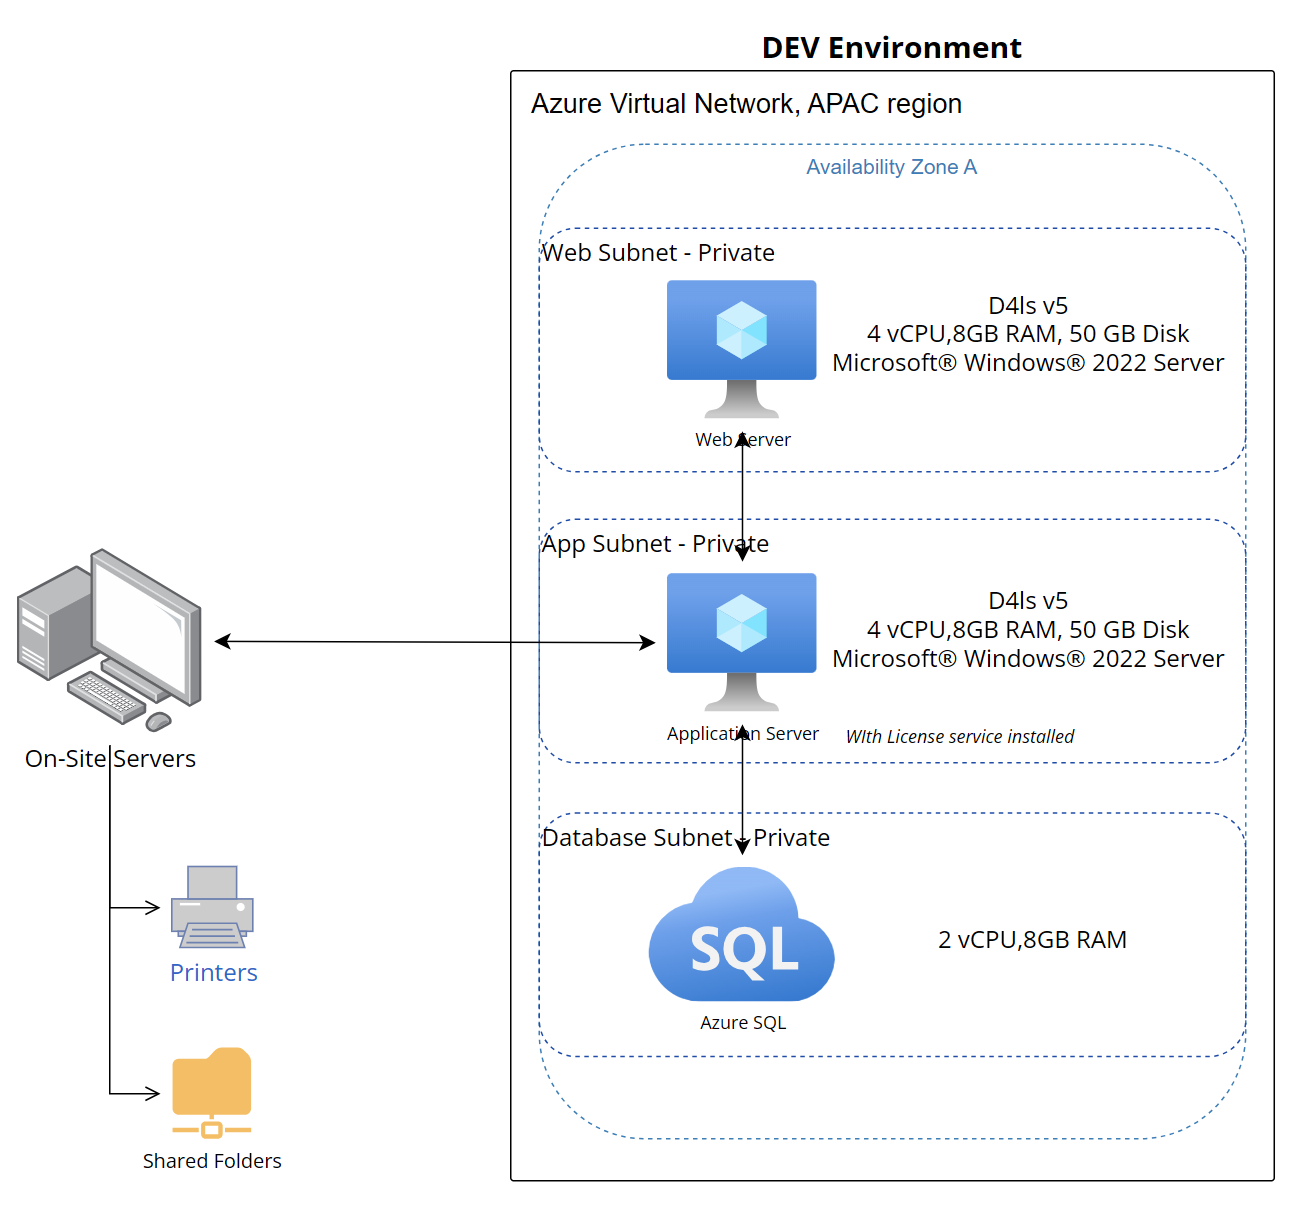 DEV Environment
Azure Virtual Network, APAC region
Availability Zone A
Web Subnet - Private
D4ls v5
4 vCPU,8GB RAM, 50 GB Disk
Microsoft® Windows® 2022 Server
Web Server
App Subnet - Private
D4ls v5
4 vCPU,8GB RAM, 50 GB Disk
Microsoft® Windows® 2022 Server
Application Server
WIth License service installed
On-Site Servers
Database Subnet - Private
SQL
2 vCPU,8GB RAM
Azure SQL
Printers
Shared Folders